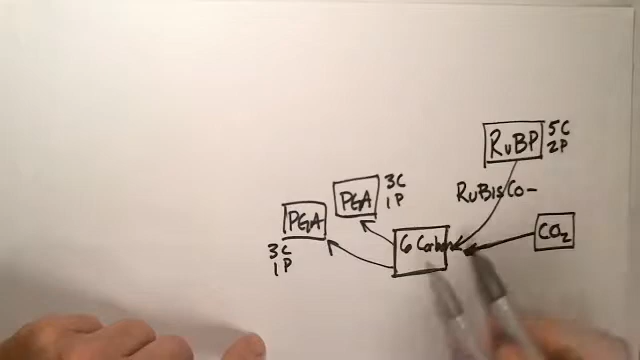 RuBP
5C
2P
RuBisCo-
CO2
6 Carbon
PGA
3C
1P
PGA
3C
1P